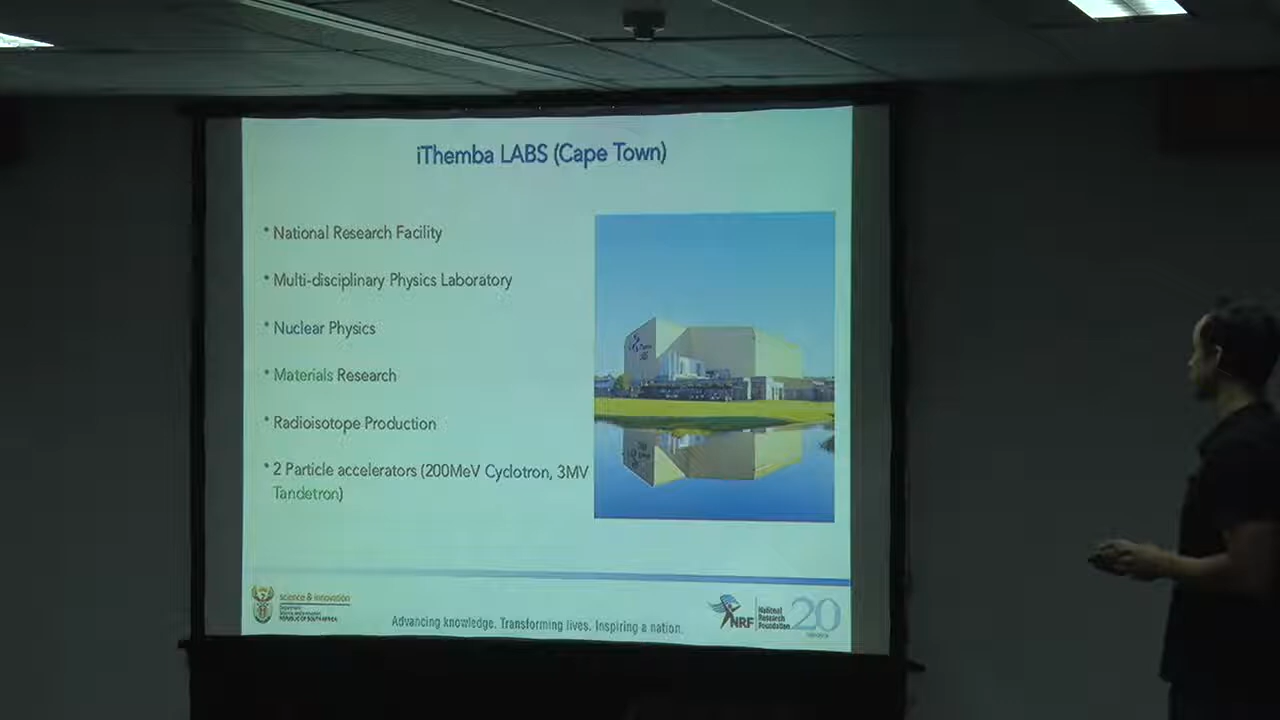 iThemba LABS (Cape Town)
* National Research Facility
* Multi-disciplinary Physics Laboratory
* Nuclear Physics
* Materials Research
* Radioisotope Production
* 2 Particle accelerators (200MeV Cyclotron, 3MV
Tandetron)
science & innovation
Department:
Science and Innovation
REPUBLIC OF SOUTH AFRICA
Advancing knowledge. Transforming lives. Inspiring a nation.
NRF
National
Research
Foundation
20